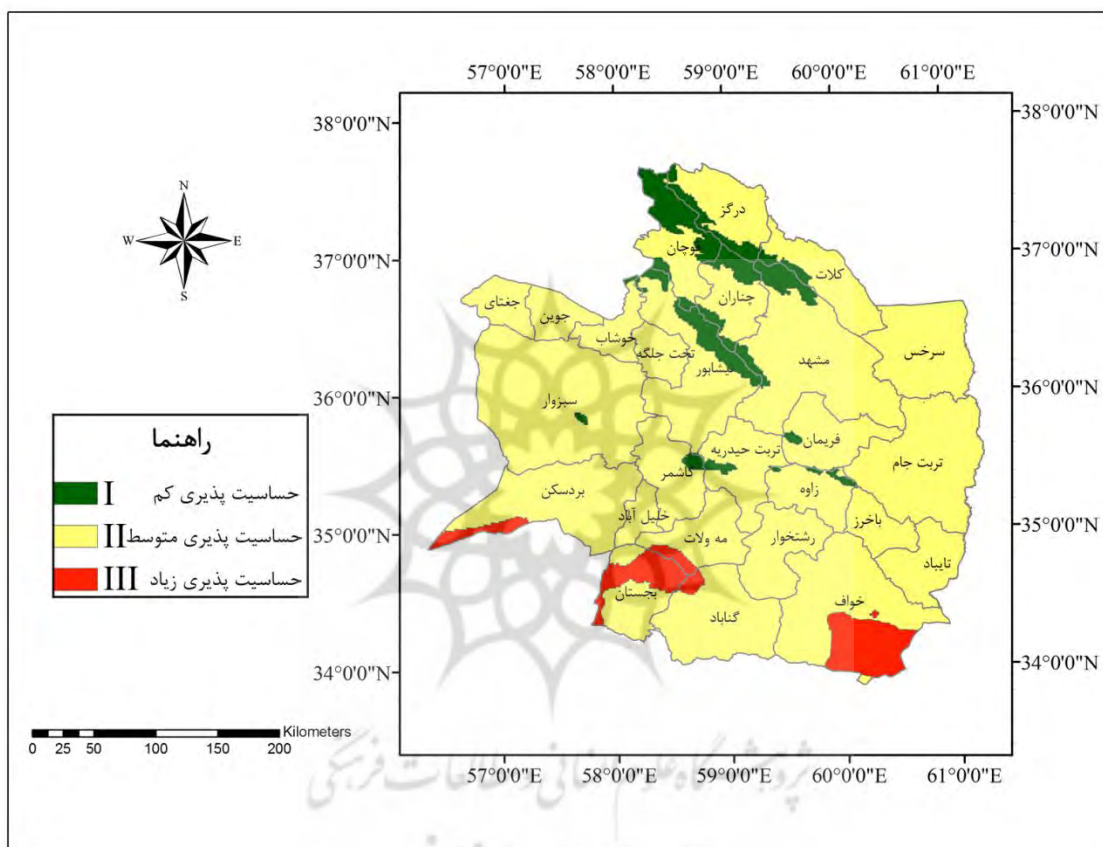 57°0'0"E 58°0'0"E 59°0'0"E 60°0'0"E 61°0'0"E
38°0'0"N
38°0'0"N
37°0'0"N
37°0'0"N
36°0'0"N
36°0'0"N
35°0'0"N
35°0'0"N
34°0'0"N
34°0'0"N
57°0'0"E 58°0'0"E 59°0'0"E 60°0'0"E 61°0'0"E
N
W E
S
درگز
قوچان
کلات
چناران
جغتای
جوین
خوشاب
تخت جلگه
نیشابور
مشهد
سرخس
سبزوار
فریمان
تربت حیدریه
تربت جام
کاشمر
زاوه
بردسکن
خلیل آباد
باخرز
مه ولات
رشتخوار
تایباد
بجستان
گناباد
خواف
راهنما
حساسیت پذیری کم I
حساسیت پذیری متوسط II
حساسیت پذیری زیاد III
Kilometers
0 25 50 100 150 200
پژوهشگاه علوم انسانی و مطالعات فرهنگی